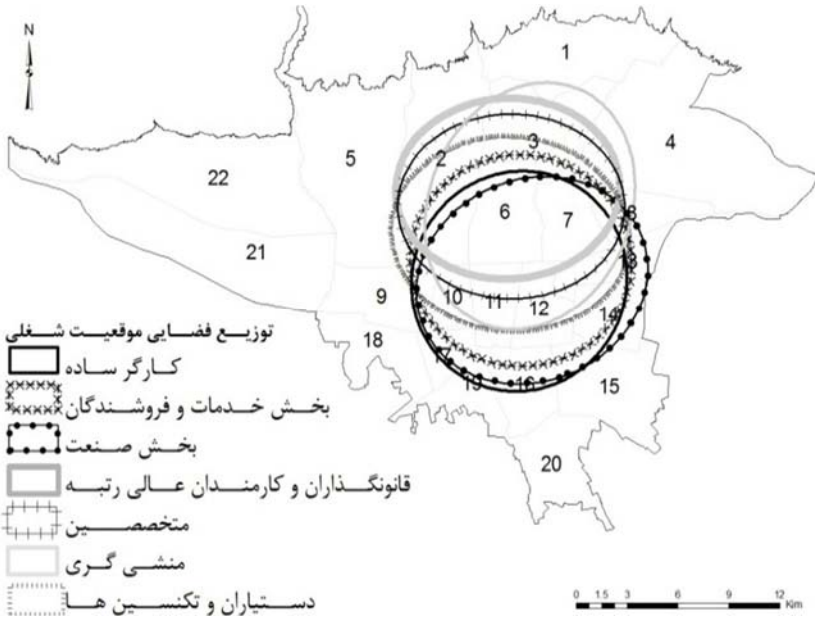 N
1
4
3
2
5
22
6
7
8
21
13
9
10
11
12
14
18
17
19
16
15
20
توزیع فضایی موقعیت شغلی
کارگر ساده
بخش خدمات و فروشندگان
بخش صنعت
قانونگذاران و کارمندان عالی رتبه
متخصصین
منشی گری
دستیاران و تکنسین ها
0 1.5 3 6 9 12
Km